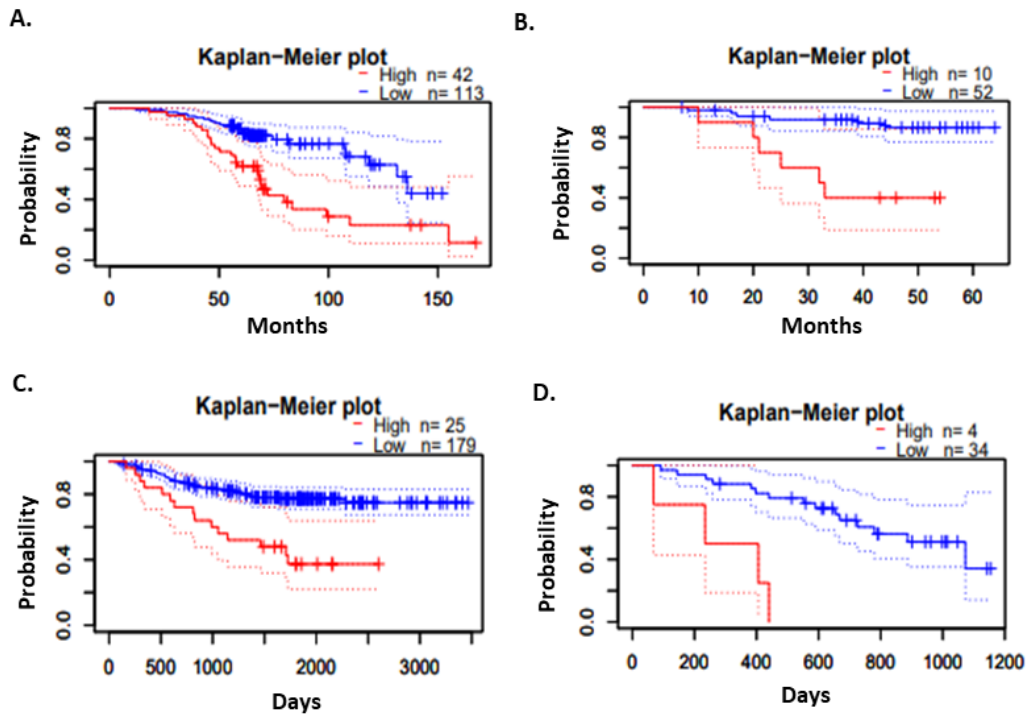 A.
Kaplan−Meier plot
High n= 42
Low n= 113
Probability
0.0 0.4 0.8
0 50 100 150
Months
B.
Kaplan−Meier plot
High n= 10
Low n= 52
Probability
0.0 0.4 0.8
0 10 20 30 40 50 60
Months
C.
Kaplan−Meier plot
High n= 25
Low n= 179
Probability
0.0 0.4 0.8
0 500 1000 2000 3000
Days
D.
Kaplan−Meier plot
High n= 4
Low n= 34
Probability
0.0 0.4 0.8
0 200 400 600 800 1000 1200
Days